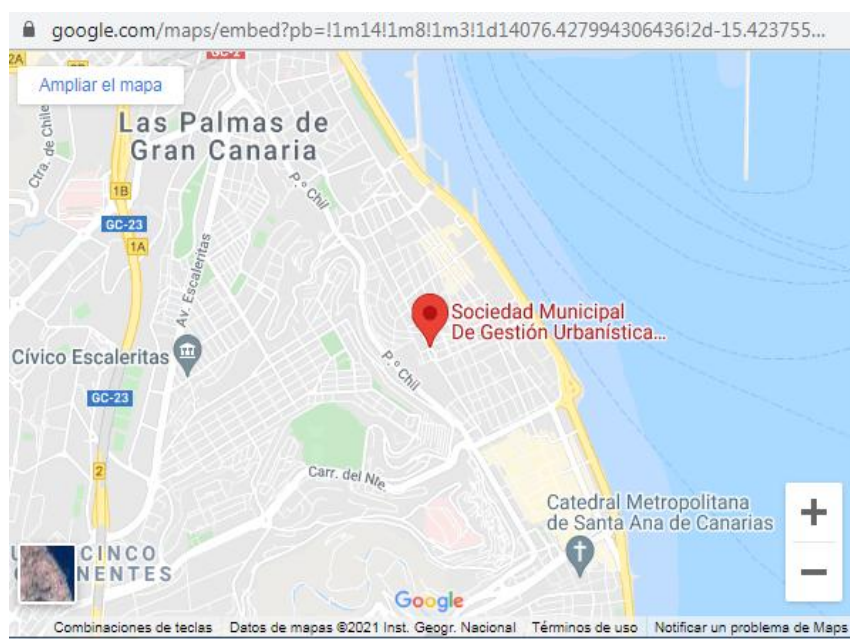 google.com/maps/embed?pb=!1m14!1m8!1m3!1d14076.427994306436!2d-15.423755...
2A
GC-2
Ampliar el mapa
Ctra. de Chile
Las Palmas de
Gran Canaria
1B
P.º Chil
GC-23
1A
Av. Escaleritas
Sociedad Municipal
De Gestión Urbanística...
Cívico Escaleritas
P.º Chil
GC-23
2
Carr. del Nte.
Catedral Metropolitana
de Santa Ana de Canarias
+
CINCO
NENTES
−
Google
Combinaciones de teclas Datos de mapas ©2021 Inst. Geogr. Nacional Términos de uso Notificar un problema de Maps